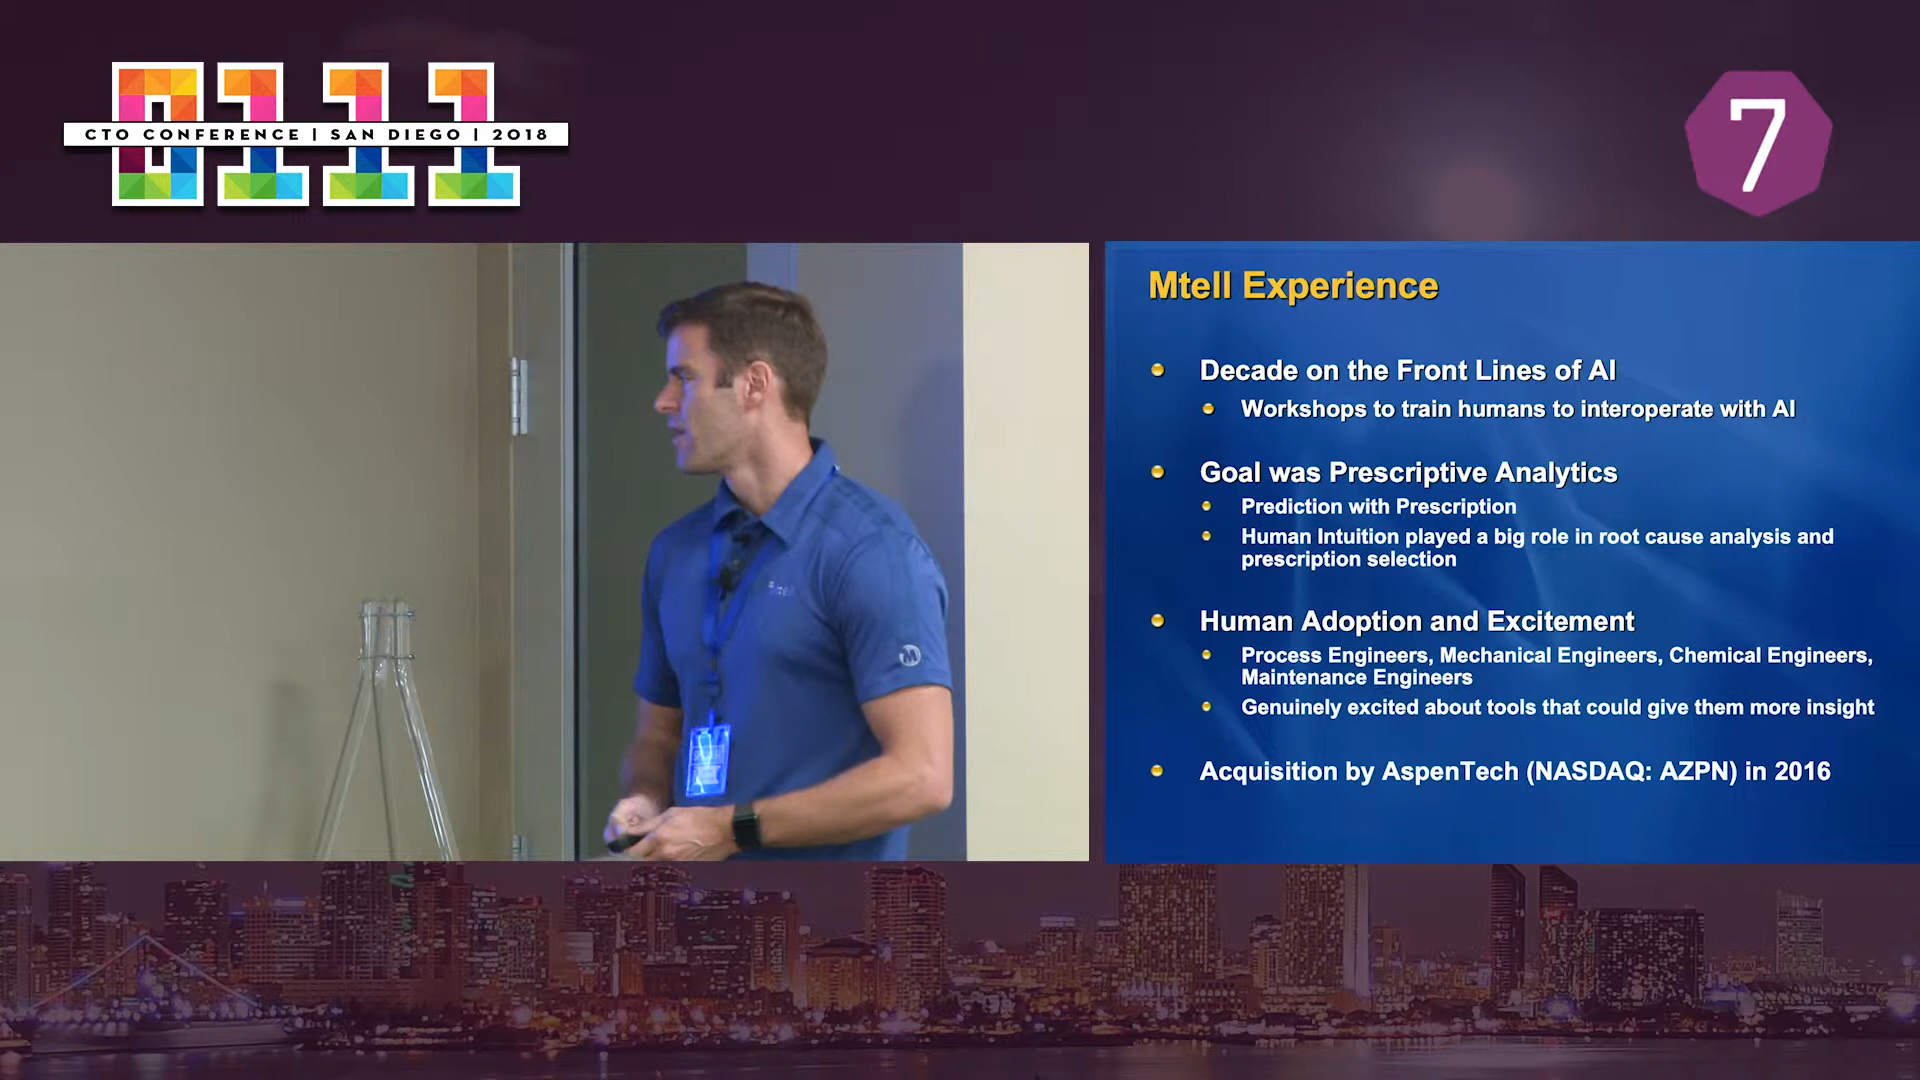 0111
CTO CONFERENCE | SAN DIEGO | 2018
7
Mtell Experience
Decade on the Front Lines of AI
Workshops to train humans to interoperate with AI
Goal was Prescriptive Analytics
Prediction with Prescription
Human Intuition played a big role in root cause analysis and
prescription selection
Human Adoption and Excitement
Process Engineers, Mechanical Engineers, Chemical Engineers,
Maintenance Engineers
Genuinely excited about tools that could give them more insight
Acquisition by AspenTech (NASDAQ: AZPN) in 2016
M